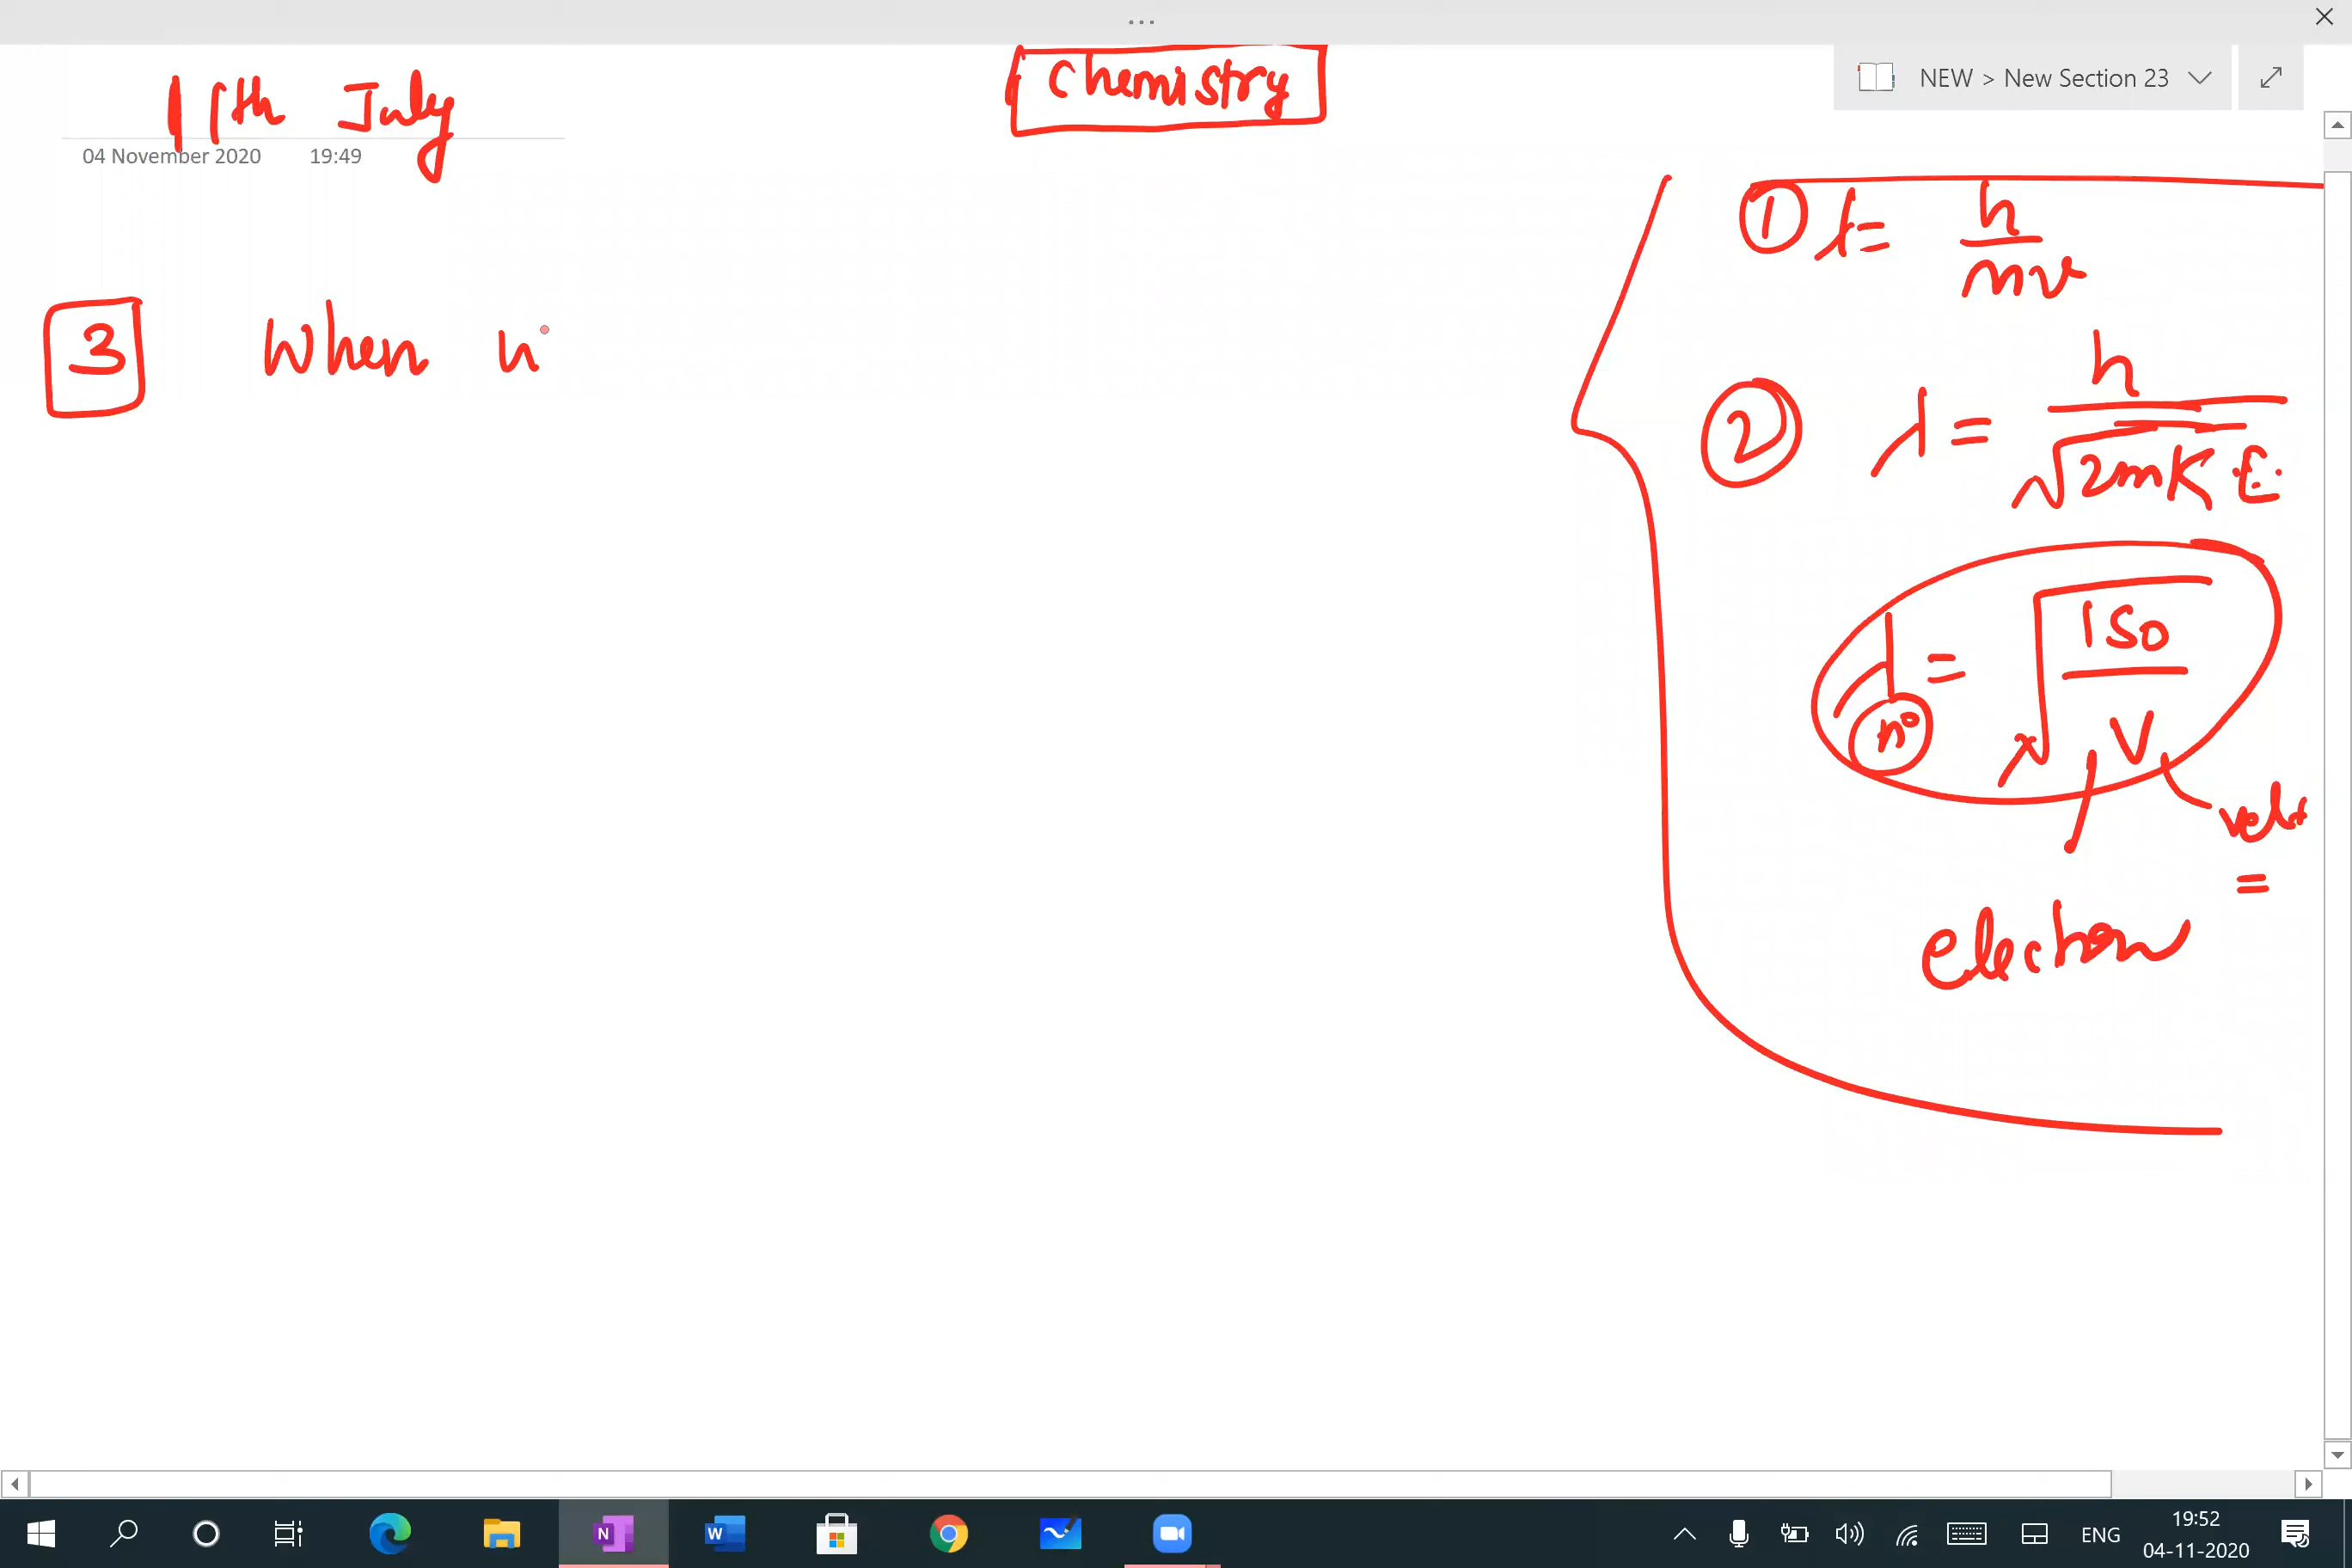 NEW > New Section 23
Chemistry
11th July
04 November 2020 19:49
3 When
① λ = h / mv
② λ = h / √2mK.E.
λ = √150 / V
n°
volt
=
electron
ENG
19:52
04-11-2020